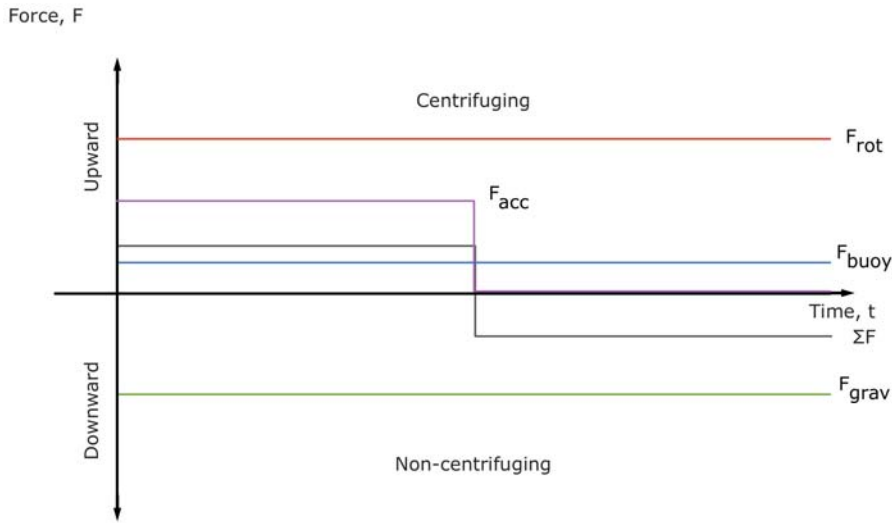 Force, F
Centrifuging
Upward
F_rot
F_acc
F_buoy
Time, t
ΣF
Downward
F_grav
Non-centrifuging